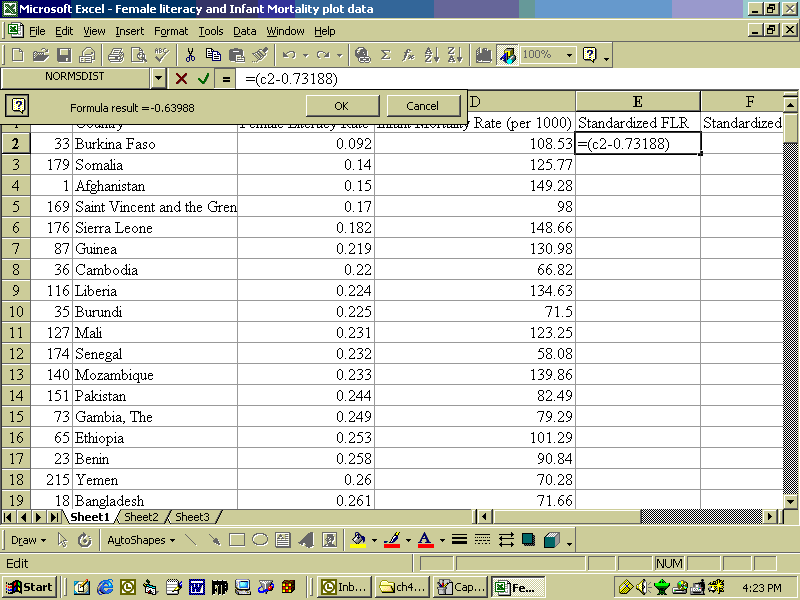 Microsoft Excel - Female literacy and Infant Mortality plot data
File Edit View Insert Format Tools Data Window Help
100%
NORMSDIST = =(c2-0.73188)
Formula result =-0.63988 OK Cancel
D E F
1 Country Female Literacy Rate Infant Mortality Rate (per 1000) Standardized FLR Standardized
2 33 Burkina Faso 0.092 108.53 =(c2-0.73188)
3 179 Somalia 0.14 125.77
4 1 Afghanistan 0.15 149.28
5 169 Saint Vincent and the Gren 0.17 98
6 176 Sierra Leone 0.182 148.66
7 87 Guinea 0.219 130.98
8 36 Cambodia 0.22 66.82
9 116 Liberia 0.224 134.63
10 35 Burundi 0.225 71.5
11 127 Mali 0.231 123.25
12 174 Senegal 0.232 58.08
13 140 Mozambique 0.233 139.86
14 151 Pakistan 0.244 82.49
15 73 Gambia, The 0.249 79.29
16 65 Ethiopia 0.253 101.29
17 23 Benin 0.258 90.84
18 215 Yemen 0.26 70.28
19 18 Bangladesh 0.261 71.66
Sheet1 Sheet2 Sheet3
Draw AutoShapes
Edit NUM
Start Inb... ch4... Cap... Fe... 4:23 PM